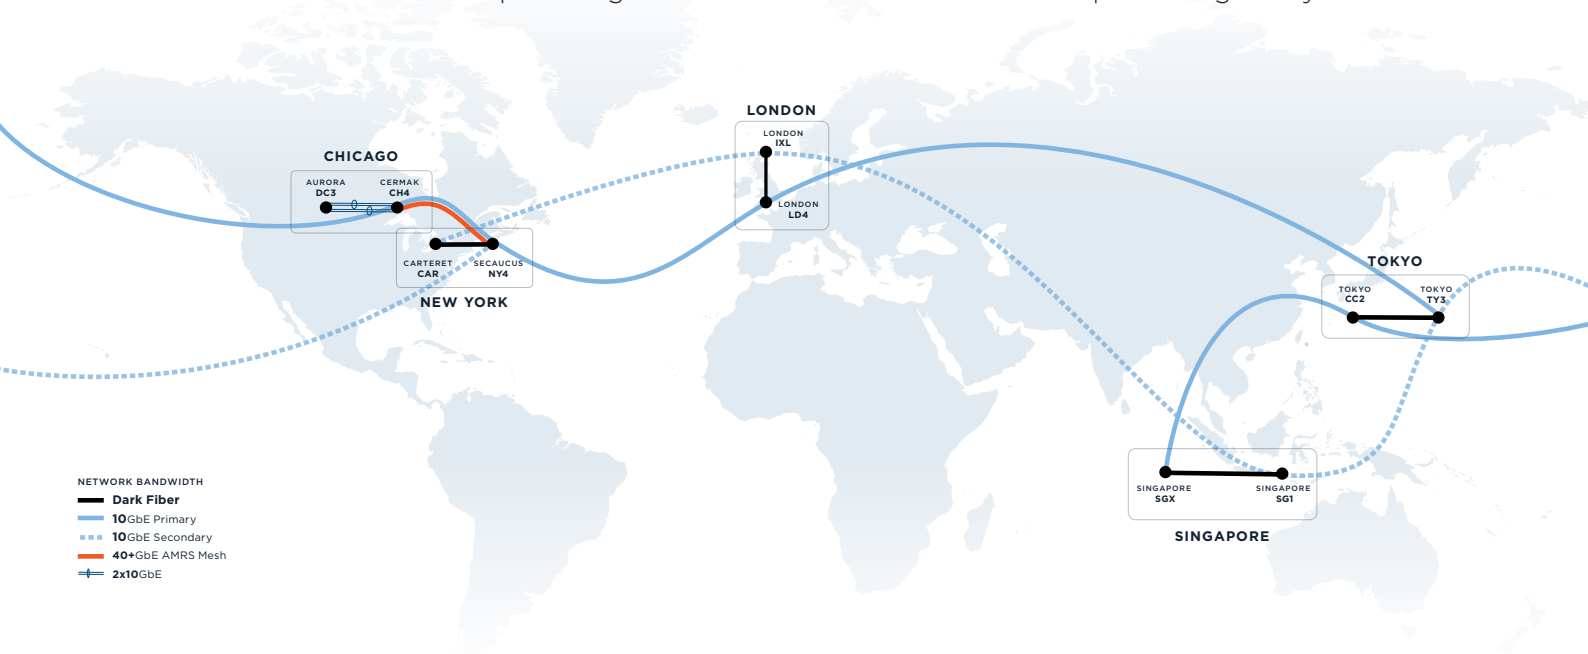 LONDON
LONDON
IXL
LONDON
LD4
CHICAGO
AURORA
DC3
CERMAK
CH4
CARTERET
CAR
SECAUCUS
NY4
NEW YORK
TOKYO
TOKYO
CC2
TOKYO
TY3
SINGAPORE
SGX
SINGAPORE
SG1
SINGAPORE
NETWORK BANDWIDTH
Dark Fiber
10GbE Primary
10GbE Secondary
40+GbE AMRS Mesh
2x10GbE